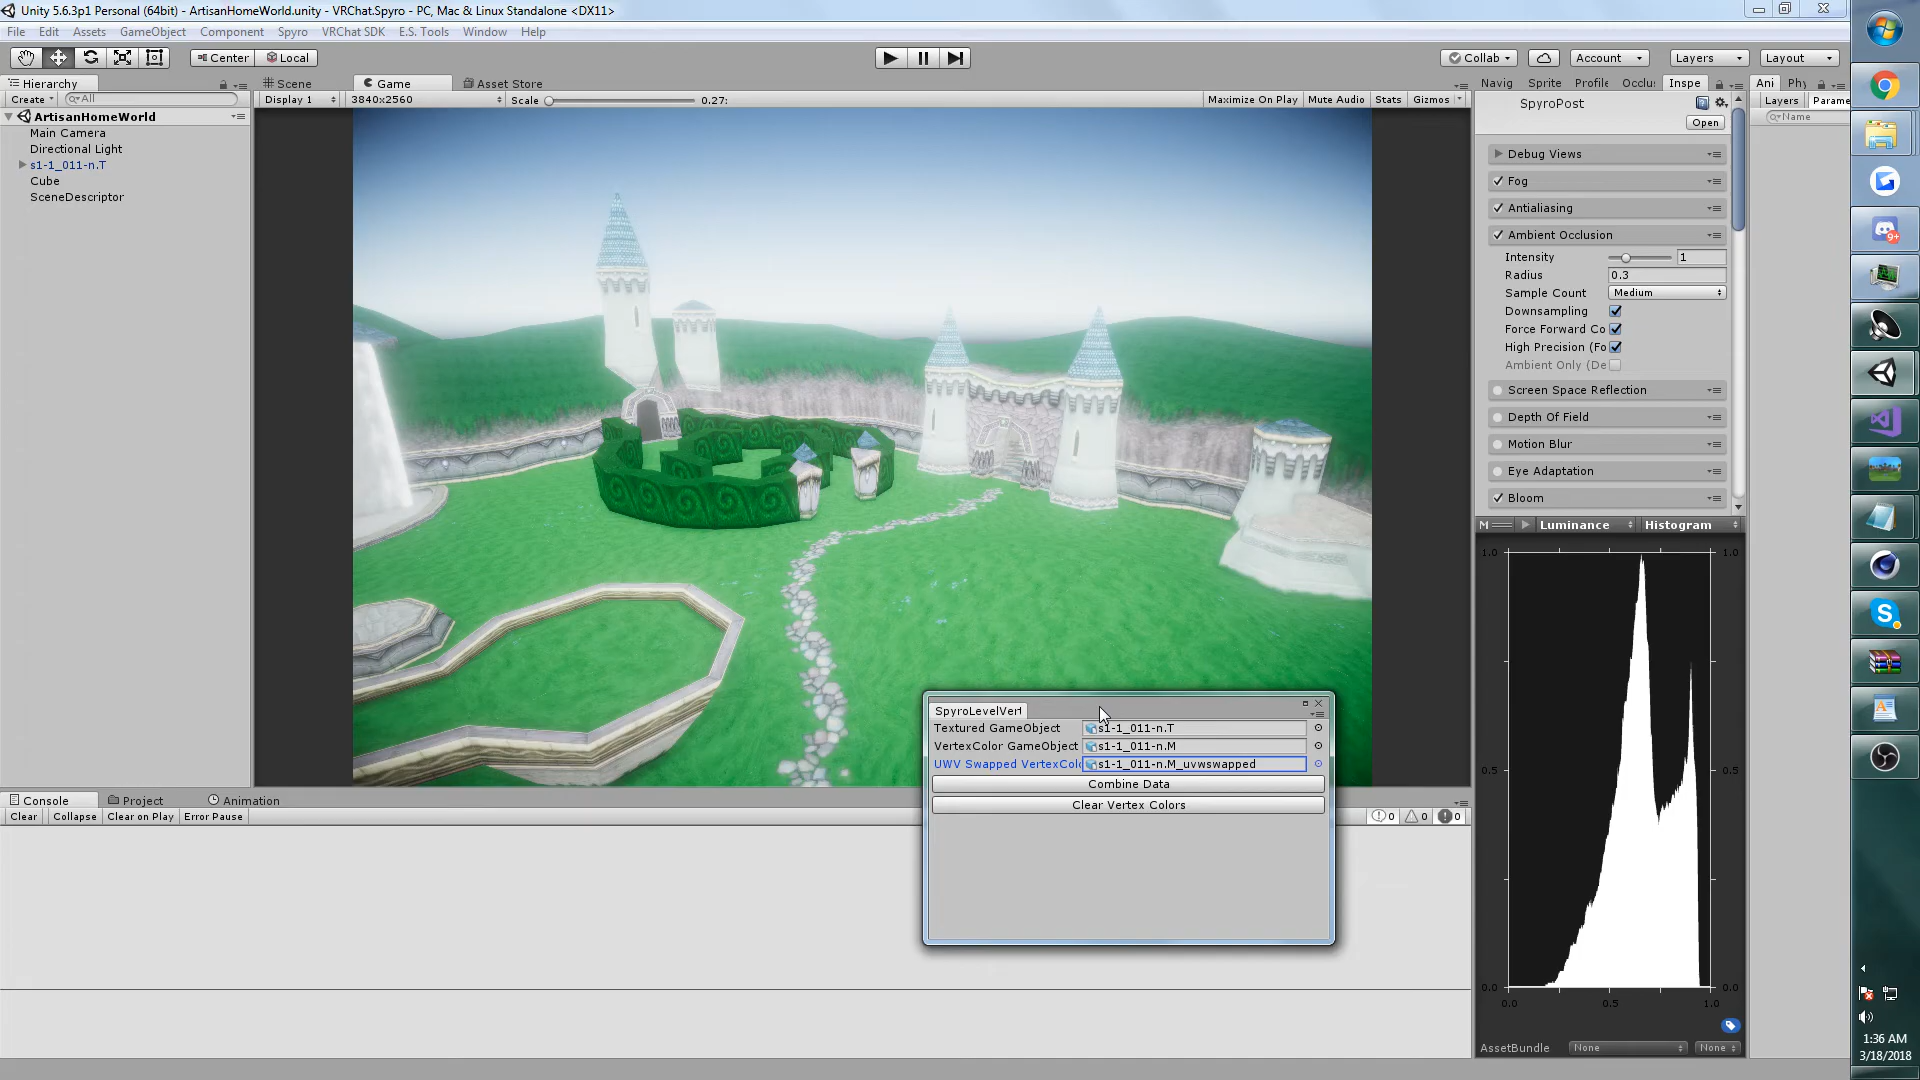 Unity 5.6.3p1 Personal (64bit) - ArtisanHomeWorld.unity - VRChat.Spyro - PC, Mac & Linux Standalone <DX11>
File Edit Assets GameObject Component Spyro VRChat SDK E.S. Tools Window Help
Center Local Collab Account Layers Layout
Hierarchy Scene Game Asset Store Navig Sprite Profile Occlu: Inspe Ani Phy
Create All Display 1 3840x2560 Scale 0.27: Maximize On Play Mute Audio Stats Gizmos SpyroPost Layers Parame
ArtisanHomeWorld Open Name
Main Camera
Directional Light
s1-1_011-n.T
Cube
SceneDescriptor
Debug Views
Fog
Antialiasing
Ambient Occlusion
Intensity 1
Radius 0.3
Sample Count Medium
Downsampling
Force Forward Co
High Precision (Fo
Ambient Only (De
Screen Space Reflection
Depth Of Field
Motion Blur
Eye Adaptation
Bloom
M Luminance Histogram
1.0 1.0
0.5 0.5
0.0 0.0
0.0 0.5 1.0
AssetBundle None None
SpyroLevelVert
Textured GameObject s1-1_011-n.T
VertexColor GameObject s1-1_011-n.M
UWV Swapped VertexColo s1-1_011-n.M_uvwswapped
Combine Data
Clear Vertex Colors
Console Project Animation
Clear Collapse Clear on Play Error Pause 0 0 0
9+
1:36 AM
3/18/2018